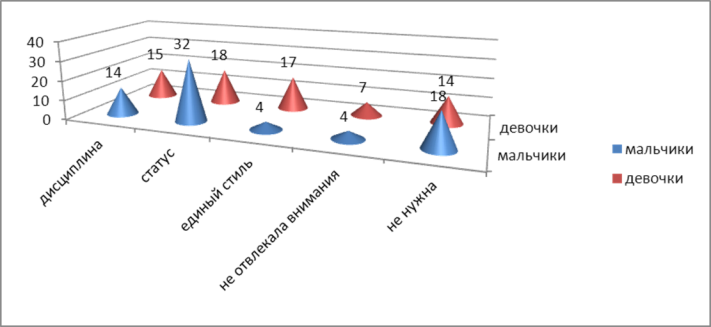 40
30
20
10
0
14
15
32
18
4
17
4
7
18
14
девочки
мальчики
дисциплина
статус
единый стиль
не отвлекала внимания
не нужна
мальчики
девочки